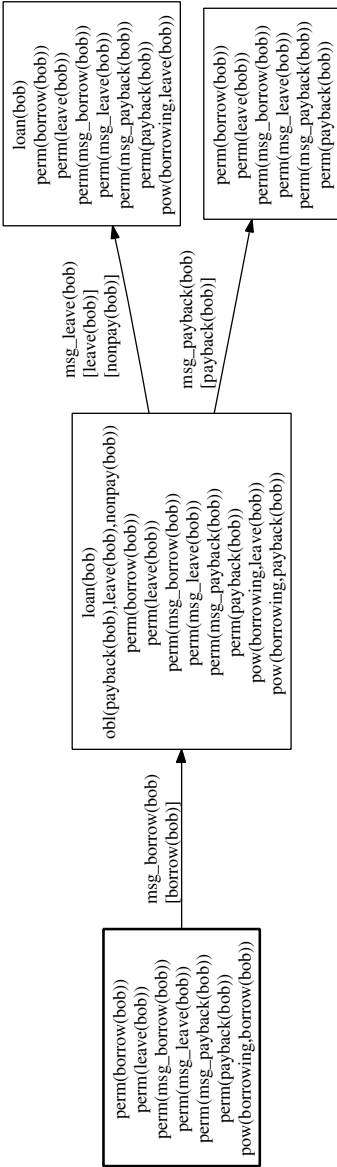 perm(borrow(bob))
perm(leave(bob))
perm(msg_borrow(bob))
perm(msg_leave(bob))
perm(msg_payback(bob))
perm(payback(bob))
pow(borrowing,borrow(bob))
msg_borrow(bob)
[borrow(bob)]
loan(bob)
obl(payback(bob),leave(bob),nonpay(bob))
perm(borrow(bob))
perm(leave(bob))
perm(msg_borrow(bob))
perm(msg_leave(bob))
perm(msg_payback(bob))
perm(payback(bob))
pow(borrowing,leave(bob))
pow(borrowing,payback(bob))
msg_leave(bob)
[leave(bob)]
[nonpay(bob)]
msg_payback(bob)
[payback(bob)]
loan(bob)
perm(borrow(bob))
perm(leave(bob))
perm(msg_borrow(bob))
perm(msg_leave(bob))
perm(msg_payback(bob))
perm(payback(bob))
pow(borrowing,leave(bob))
perm(borrow(bob))
perm(leave(bob))
perm(msg_borrow(bob))
perm(msg_leave(bob))
perm(msg_payback(bob))
perm(payback(bob))